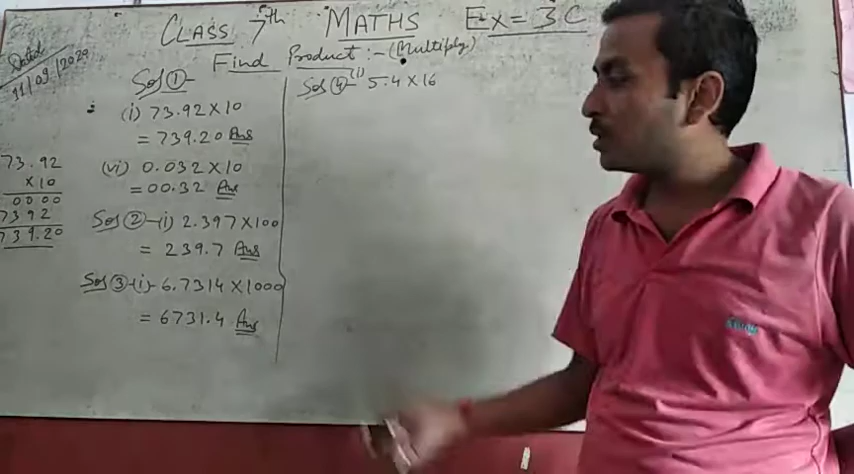 CLASS 7th MATHS Ex = 3C
Dated 11/09/2020
Find Product :- (Multiply)
Sol ①-
(i) 73.92 × 10
= 739.20 Ans
(vi) 0.032 × 10
= 00.32 Ans
Sol ②-(i) 2.397 × 100
= 239.7 Ans
Sol ③-(i)- 6.7314 × 1000
= 6731.4 Ans
73.92
×10
0000
7392
739.20
Sol ④-(i) 5.4 × 16